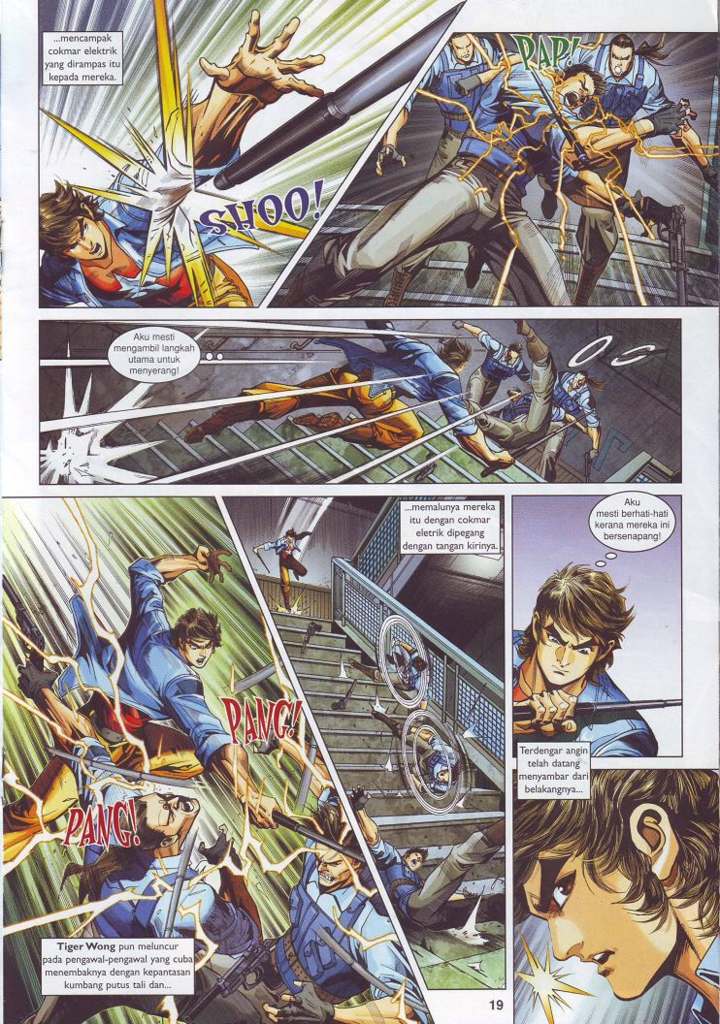 ...mencampak
cokmar elektrik
yang dirampas itu
kepada mereka.
SHOO!
PAP!
Aku mesti
mengambil langkah
utama untuk
menyerang!
PANG!
PANG!
Tiger Wong pun meluncur
pada pengawal-pengawal yang cuba
menembaknya dengan kepantasan
kumbang putus tali dan...
...memalunya mereka
itu dengan cokmar
eletrik dipegang
dengan tangan kirinya.
Aku
mesti berhati-hati
kerana mereka ini
bersenapang!
Terdengar angin
telah datang
menyambar dari
belakangnya...
19